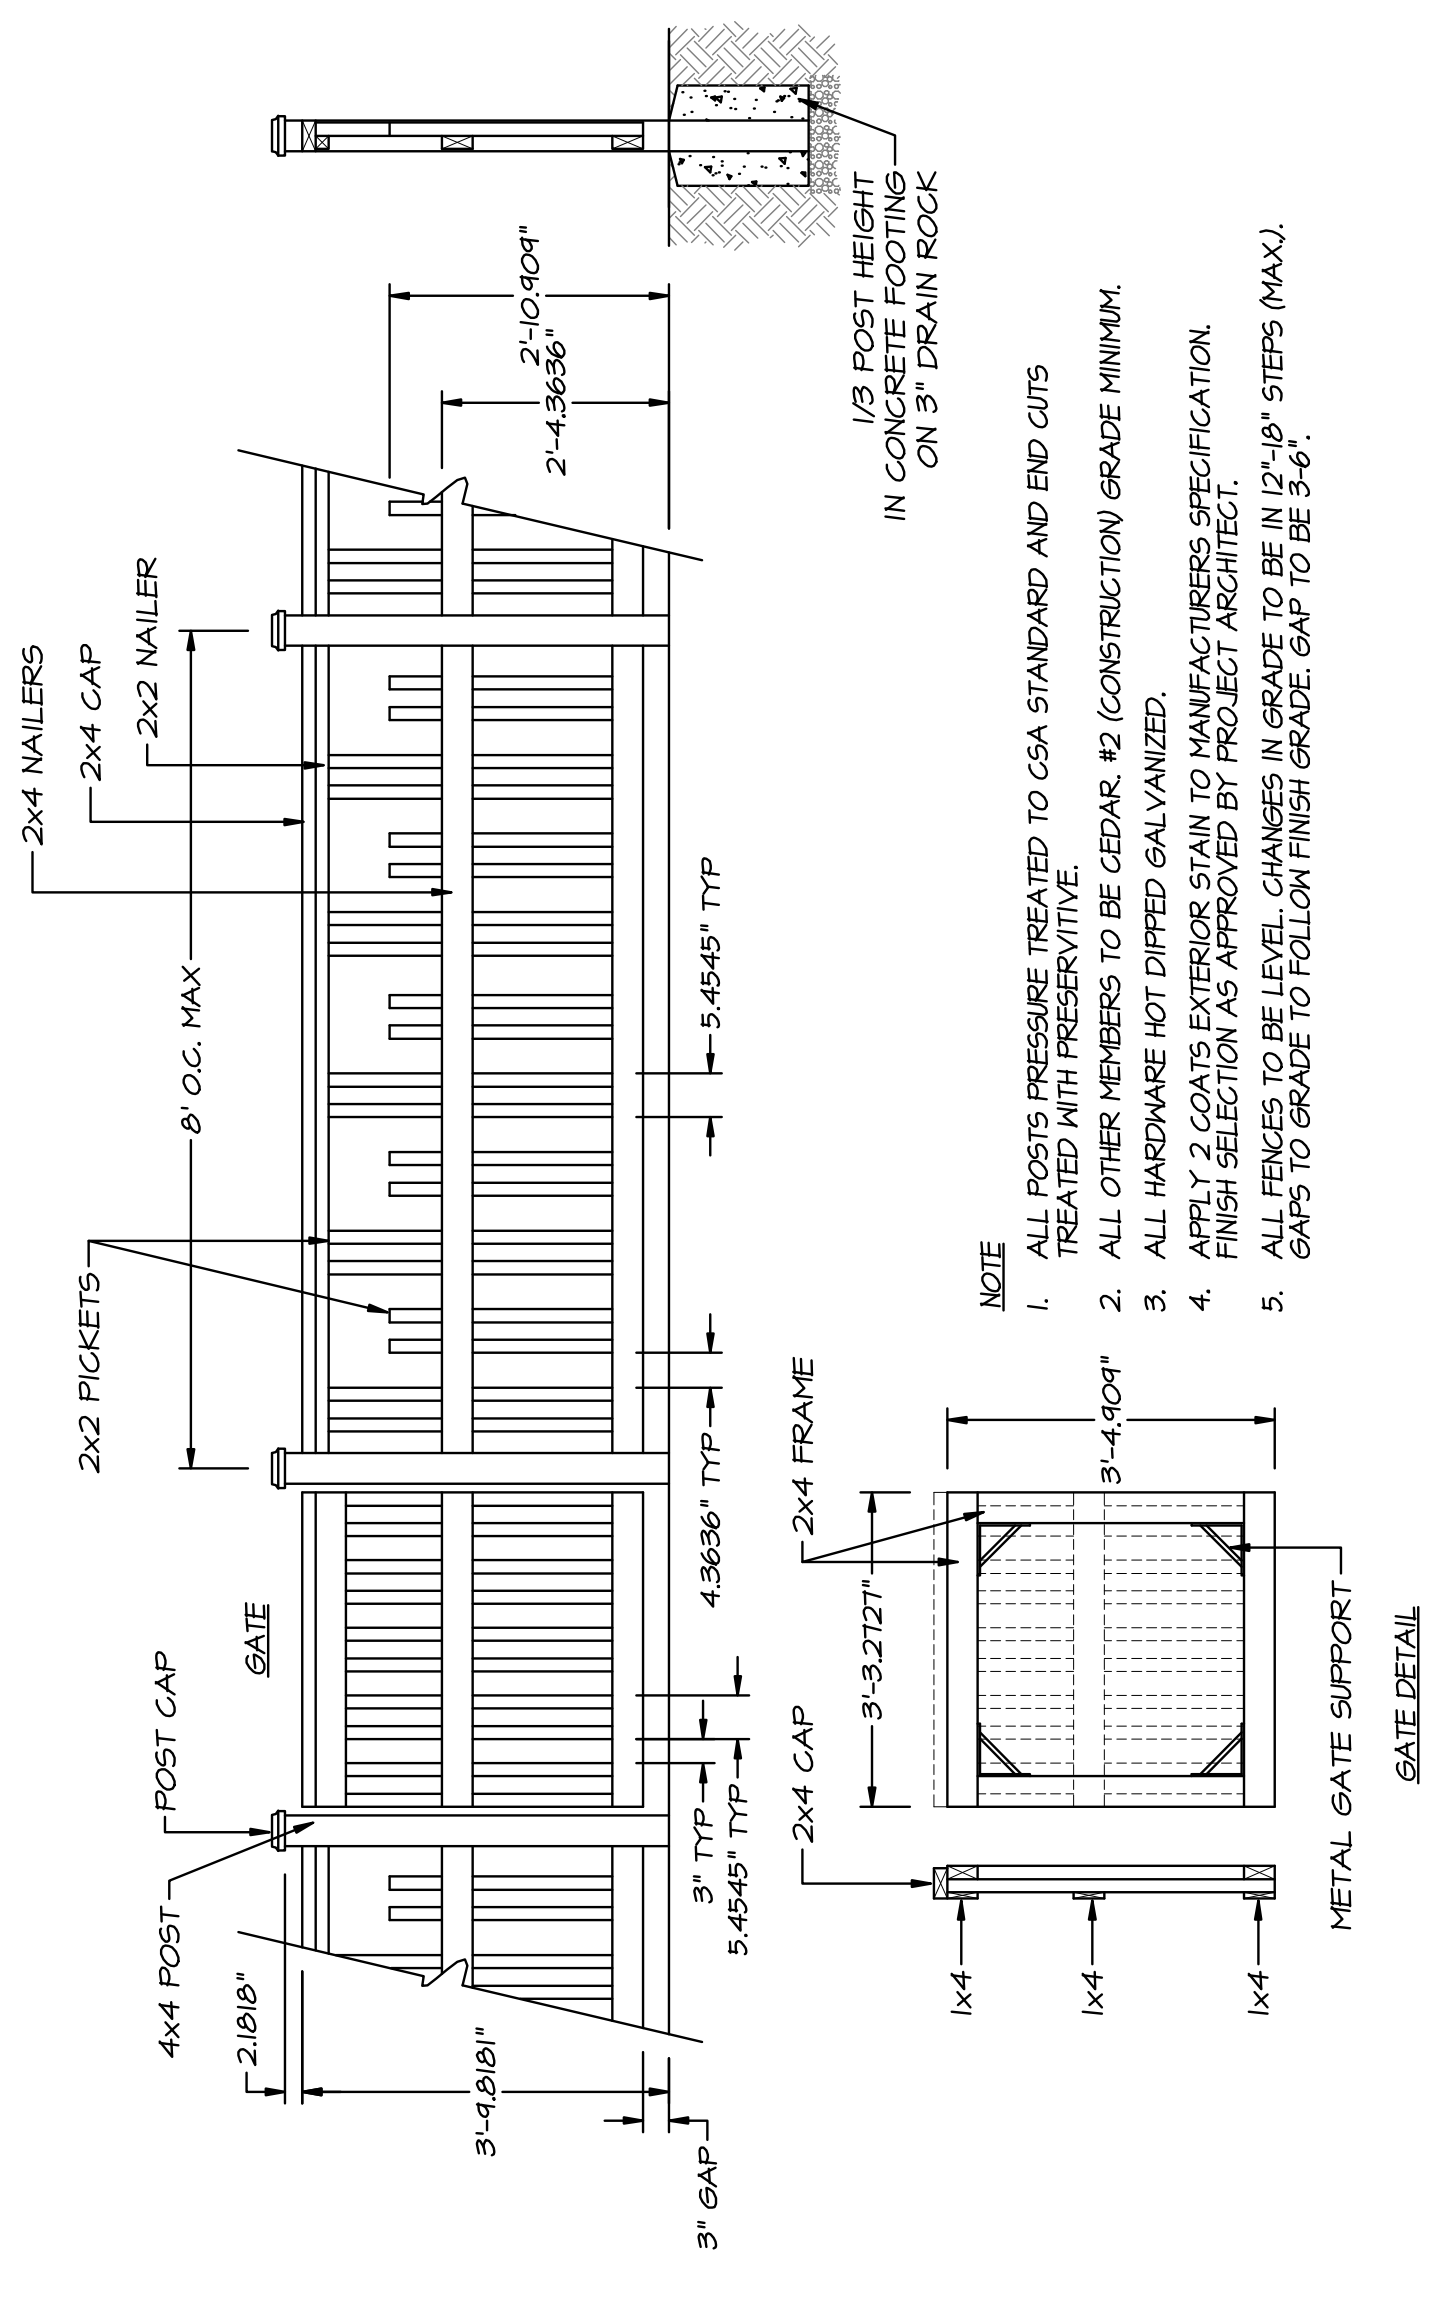 2x4 NAILERS
2x4 CAP
2x2 NAILER
8' O.C. MAX
2x2 PICKETS
POST CAP
4x4 POST
GATE
2.1818"
3'-9.8181"
3" GAP
2'-10.909"
2'-4.3636"
5.4545" TYP
4.3636" TYP
3" TYP
5.4545" TYP
1/3 POST HEIGHT
IN CONCRETE FOOTING
ON 3" DRAIN ROCK
2x4 CAP
2x4 FRAME
3'-3.2727"
3'-4.909"
1x4
1x4
1x4
METAL GATE SUPPORT
GATE DETAIL
NOTE
1. ALL POSTS PRESSURE TREATED TO CSA STANDARD AND END CUTS
TREATED WITH PRESERVITIVE.
2. ALL OTHER MEMBERS TO BE CEDAR. #2 (CONSTRUCTION) GRADE MINIMUM.
3. ALL HARDWARE HOT DIPPED GALVANIZED.
4. APPLY 2 COATS EXTERIOR STAIN TO MANUFACTURERS SPECIFICATION.
FINISH SELECTION AS APPROVED BY PROJECT ARCHITECT.
5. ALL FENCES TO BE LEVEL. CHANGES IN GRADE TO BE IN 12"-18" STEPS (MAX.).
GAPS TO GRADE TO FOLLOW FINISH GRADE. GAP TO BE 3-6".